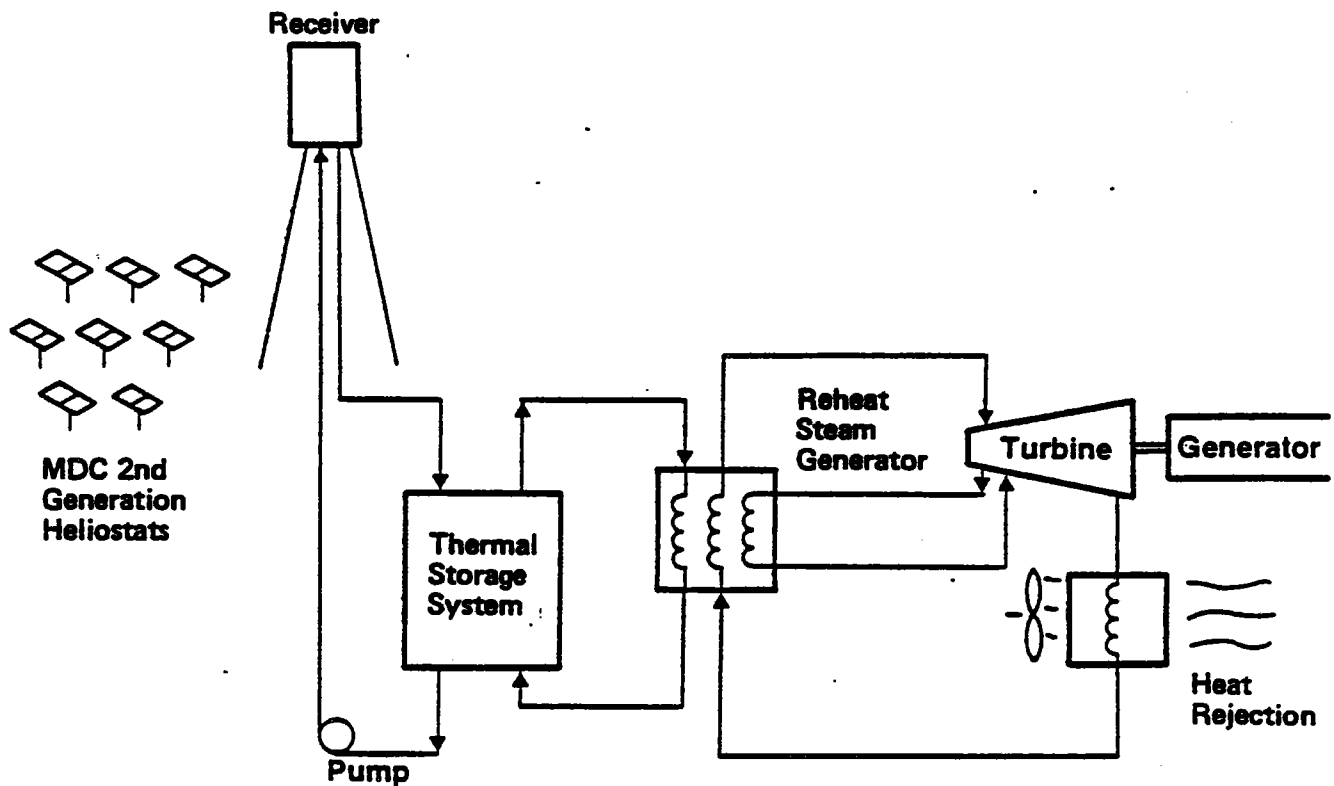 Receiver
MDC 2nd
Generation
Heliostats
Thermal
Storage
System
Pump
Reheat
Steam
Generator
Turbine
Generator
Heat
Rejection